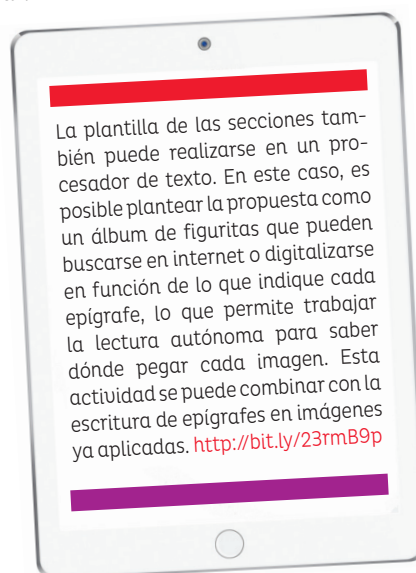 La plantilla de las secciones tam-
bién puede realizarse en un pro-
cesador de texto. En este caso, es
posible plantear la propuesta como
un álbum de figuritas que pueden
buscarse en internet o digitalizarse
en función de lo que indique cada
epígrafe, lo que permite trabajar
la lectura autónoma para saber
dónde pegar cada imagen. Esta
actividad se puede combinar con la
escritura de epígrafes en imágenes
ya aplicadas. http://bit.ly/23rmB9p